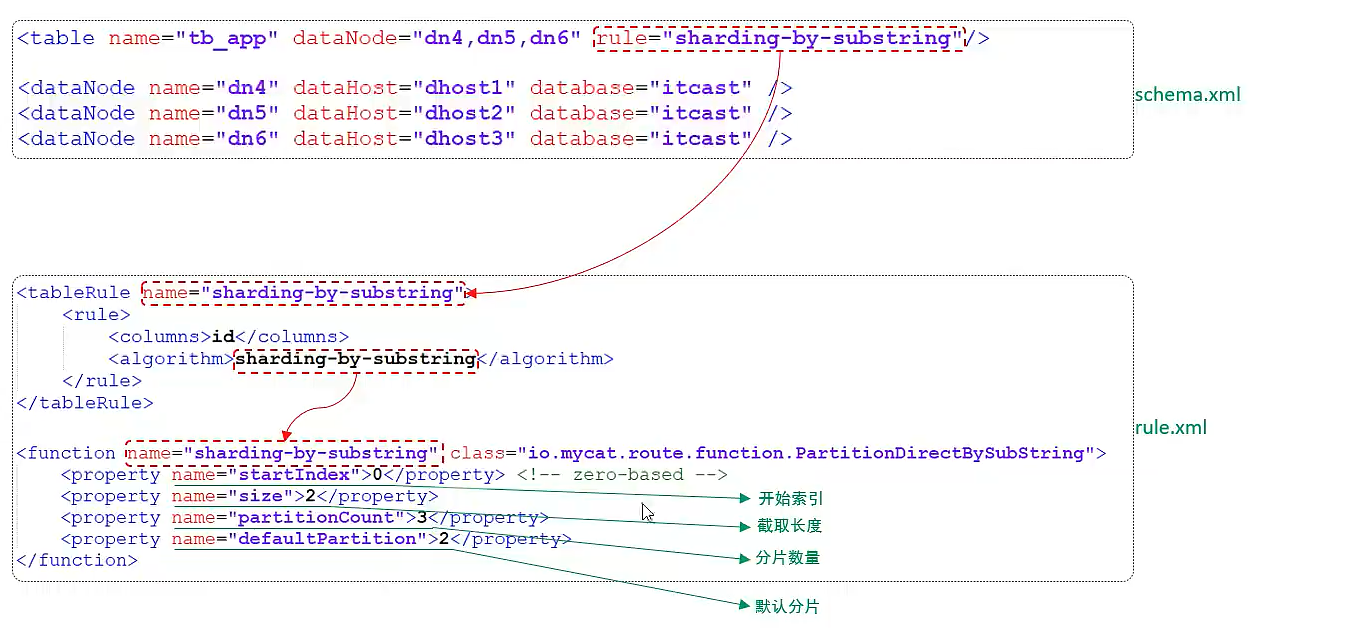 <table name="tb_app" dataNode="dn4,dn5,dn6" rule="sharding-by-substring"/>
<dataNode name="dn4" dataHost="dhost1" database="itcast" />
<dataNode name="dn5" dataHost="dhost2" database="itcast" />
<dataNode name="dn6" dataHost="dhost3" database="itcast" />
schema.xml
<tableRule name="sharding-by-substring">
<rule>
<columns>id</columns>
<algorithm>sharding-by-substring</algorithm>
</rule>
</tableRule>
rule.xml
<function name="sharding-by-substring" class="io.mycat.route.function.PartitionDirectBySubString">
<property name="startIndex">0</property> <!-- zero-based -->
<property name="size">2</property>
<property name="partitionCount">3</property>
<property name="defaultPartition">2</property>
</function>
开始索引
截取长度
分片数量
默认分片